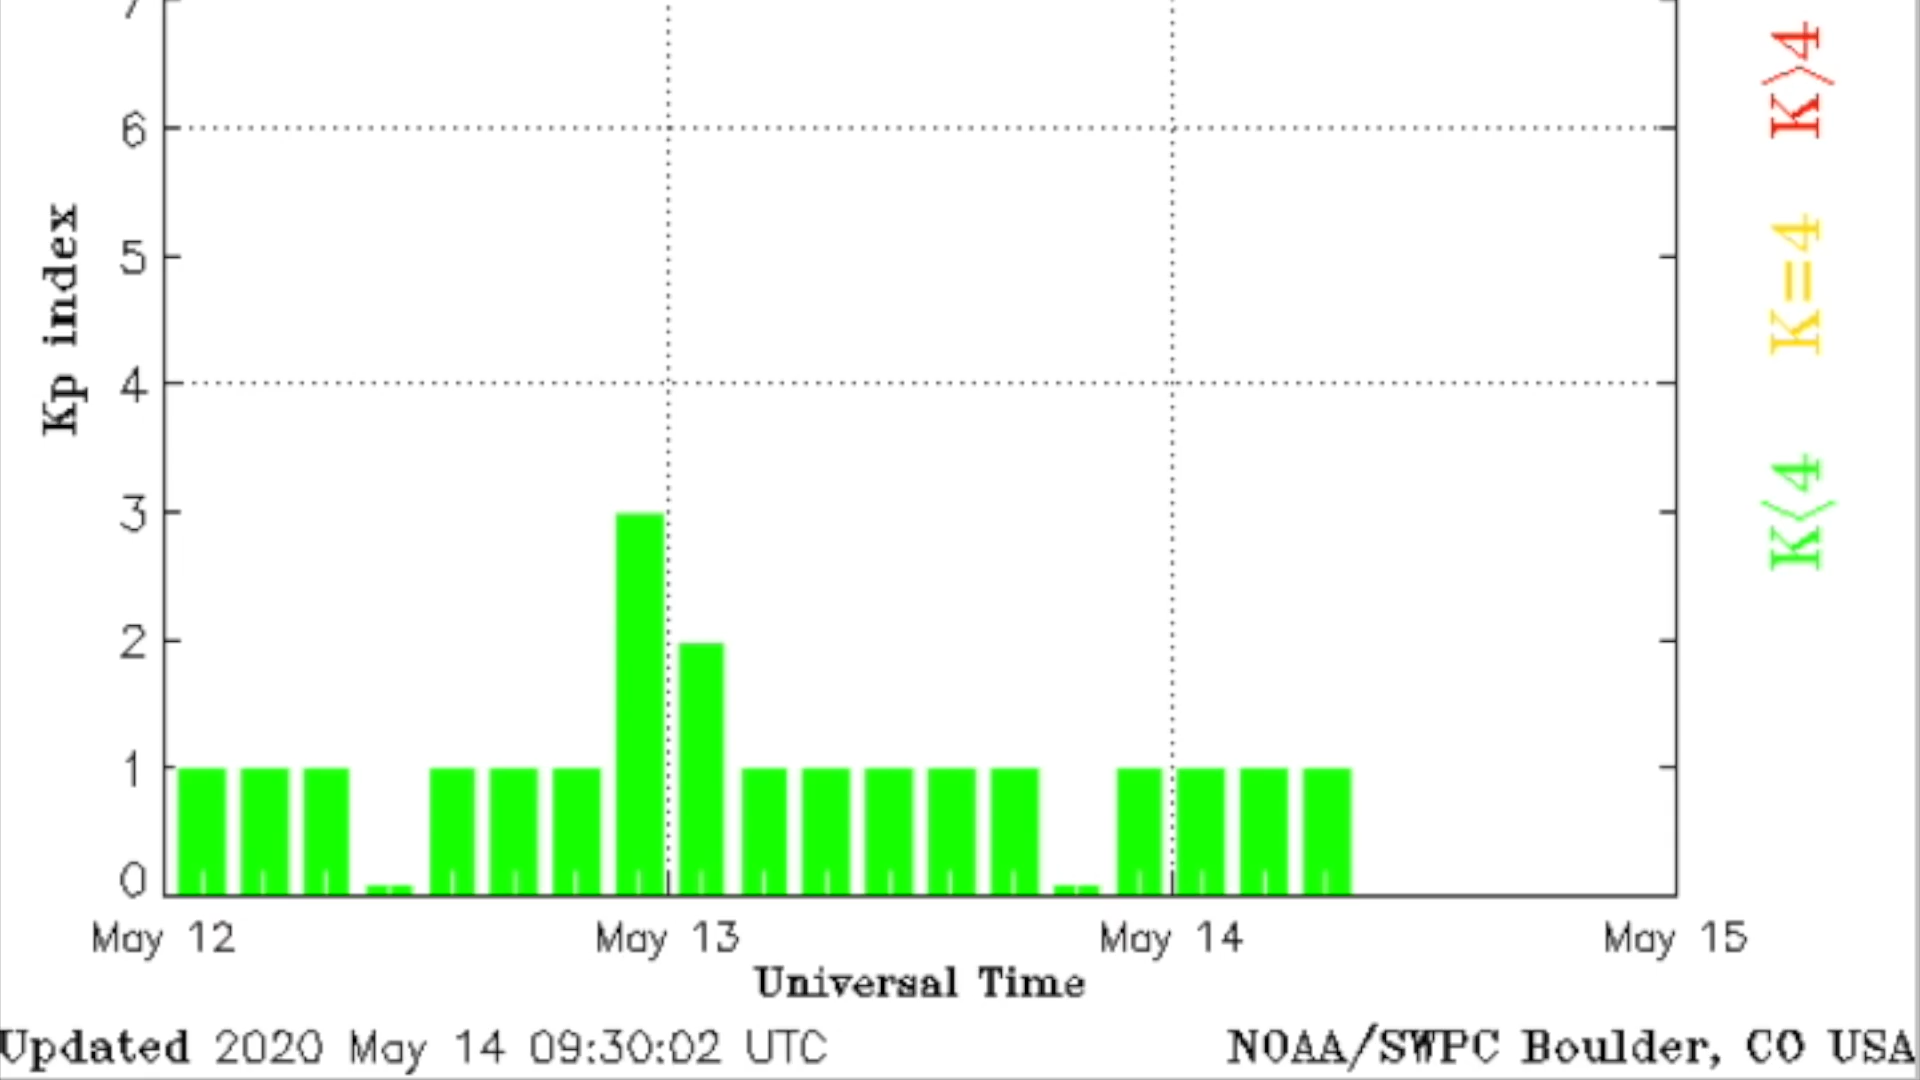 7
6
5
4
3
2
1
0
Kp index
K>4
K=4
K<4
May 12 May 13 May 14 May 15
Universal Time
Updated 2020 May 14 09:30:02 UTC NOAA/SWPC Boulder, CO USA